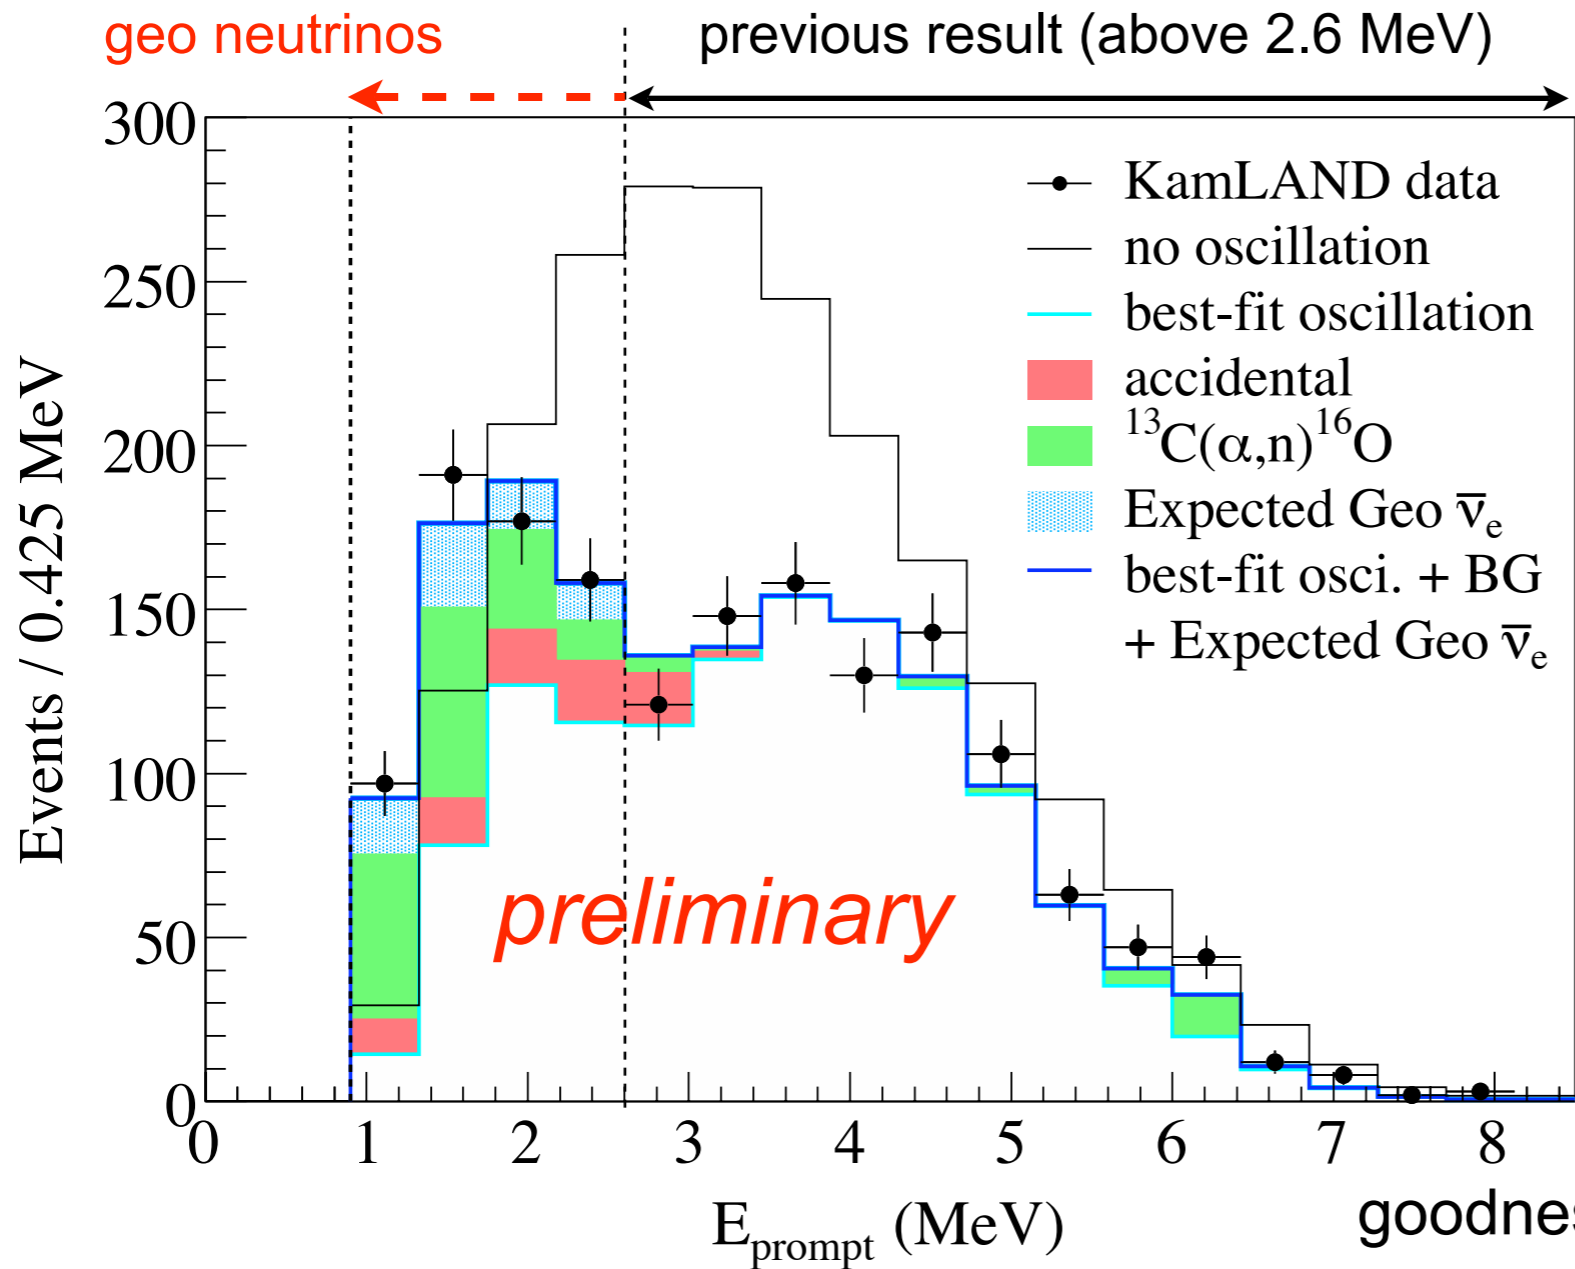 geo neutrinos
previous result (above 2.6 MeV)
300
250
200
150
100
50
0
Events / 0.425 MeV
KamLAND data
no oscillation
best-fit oscillation
accidental
¹³C(α,n)¹⁶O
Expected Geo ν̅ₑ
best-fit osci. + BG
+ Expected Geo ν̅ₑ
preliminary
0 1 2 3 4 5 6 7 8
E_prompt (MeV)
goodnes